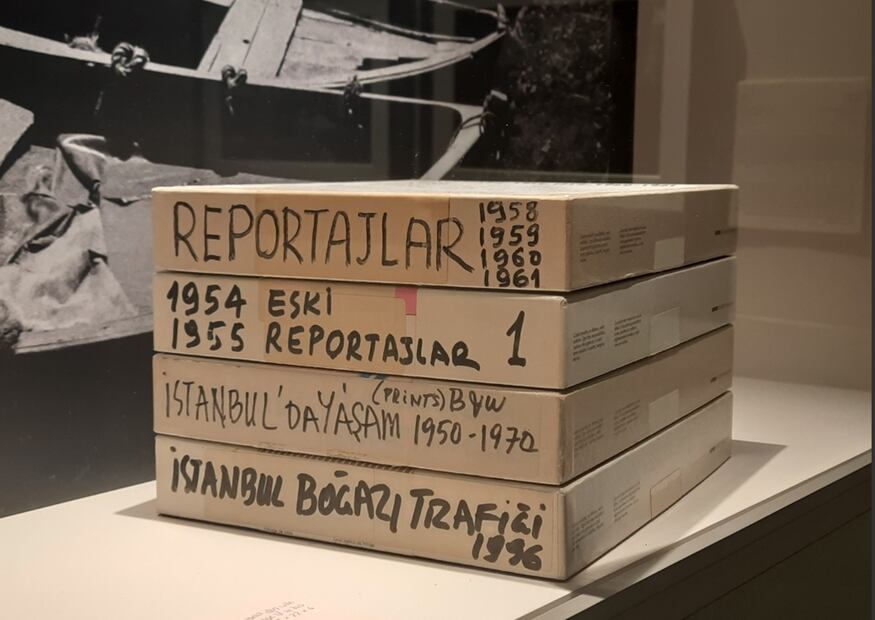 REPORTAJLAR
1958
1959
1960
1961
1954 ESKİ
1955 REPORTAJLAR 1
İSTANBUL'DA YAŞAM (PRINTS) B&W
1950-1970
İSTANBUL BOĞAZI TRAFİĞİ
1996